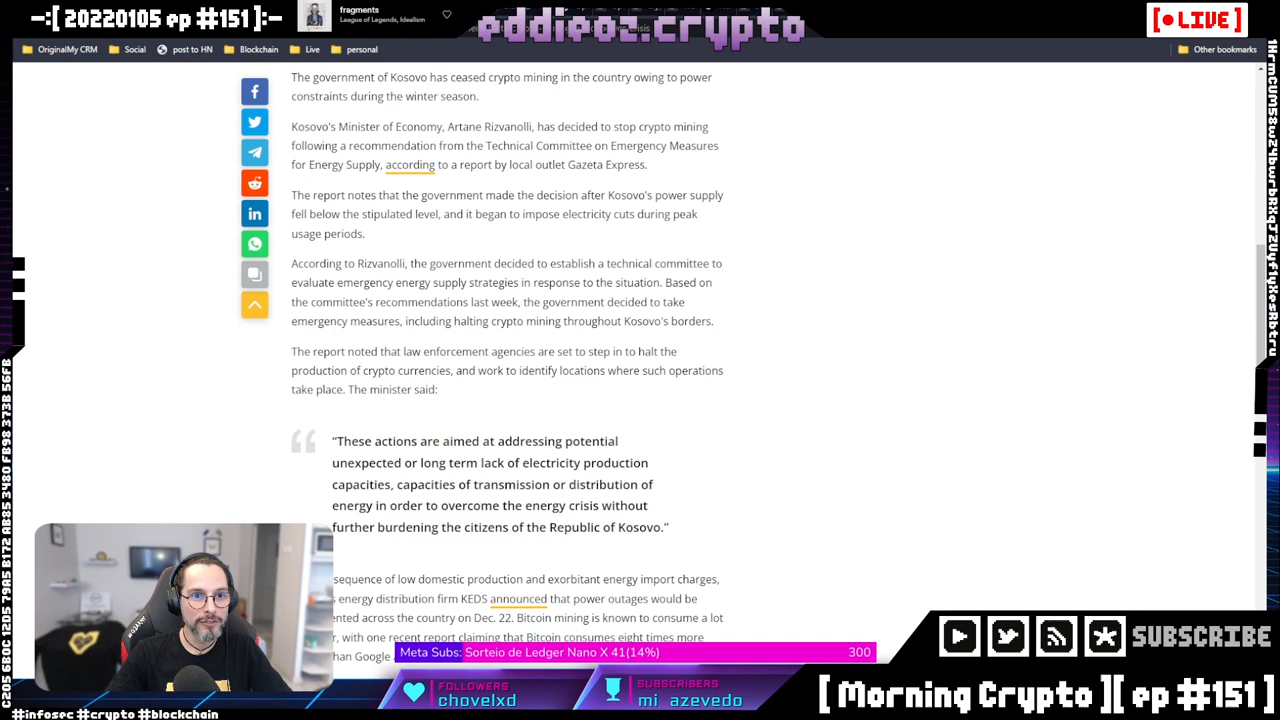 -:[ 20220105 ep #151]:-
fragments
League of Legends, Idealism
eddieoz.crypto
[● LIVE]
OriginalMy CRM
Social
post to HN
Blockchain
Live
personal
Other bookmarks
The government of Kosovo has ceased crypto mining in the country owing to power
constraints during the winter season.
Kosovo's Minister of Economy, Artane Rizvanolli, has decided to stop crypto mining
following a recommendation from the Technical Committee on Emergency Measures
for Energy Supply, according to a report by local outlet Gazeta Express.
The report notes that the government made the decision after Kosovo's power supply
fell below the stipulated level, and it began to impose electricity cuts during peak
usage periods.
According to Rizvanolli, the government decided to establish a technical committee to
evaluate emergency energy supply strategies in response to the situation. Based on
the committee's recommendations last week, the government decided to take
emergency measures, including halting crypto mining throughout Kosovo's borders.
The report noted that law enforcement agencies are set to step in to halt the
production of crypto currencies, and work to identify locations where such operations
take place. The minister said:
“These actions are aimed at addressing potential
unexpected or long term lack of electricity production
capacities, capacities of transmission or distribution of
energy in order to overcome the energy crisis without
further burdening the citizens of the Republic of Kosovo.”
sequence of low domestic production and exorbitant energy import charges,
energy distribution firm KEDS announced that power outages would be
ented across the country on Dec. 22. Bitcoin mining is known to consume a lot
with one recent report claiming that Bitcoin consumes eight times more
han Google
Meta Subs: Sorteio de Ledger Nano X 41(14%)
300
FOLLOWERS
chovelxd
SUBSCRIBERS
mi_azevedo
SUBSCRIBE
[ Morning Crypto ][ ep #151 ]
#infosec #crypto #blockchain